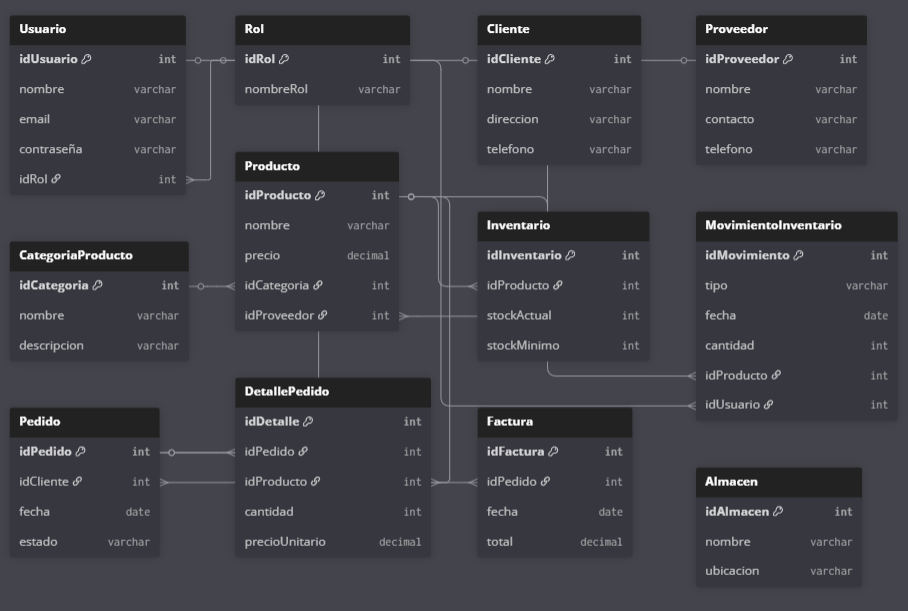 Usuario
idUsuario int
nombre varchar
email varchar
contraseña varchar
idRol int
Rol
idRol int
nombreRol varchar
Cliente
idCliente int
nombre varchar
direccion varchar
telefono varchar
Proveedor
idProveedor int
nombre varchar
contacto varchar
telefono varchar
Producto
idProducto int
nombre varchar
precio decimal
idCategoria int
idProveedor int
CategoriaProducto
idCategoria int
nombre varchar
descripcion varchar
Inventario
idInventario int
idProducto int
stockActual int
stockMinimo int
MovimientoInventario
idMovimiento int
tipo varchar
fecha date
cantidad int
idProducto int
idUsuario int
Pedido
idPedido int
idCliente int
fecha date
estado varchar
DetallePedido
idDetalle int
idPedido int
idProducto int
cantidad int
precioUnitario decimal
Factura
idFactura int
idPedido int
fecha date
total decimal
Almacen
idAlmacen int
nombre varchar
ubicacion varchar